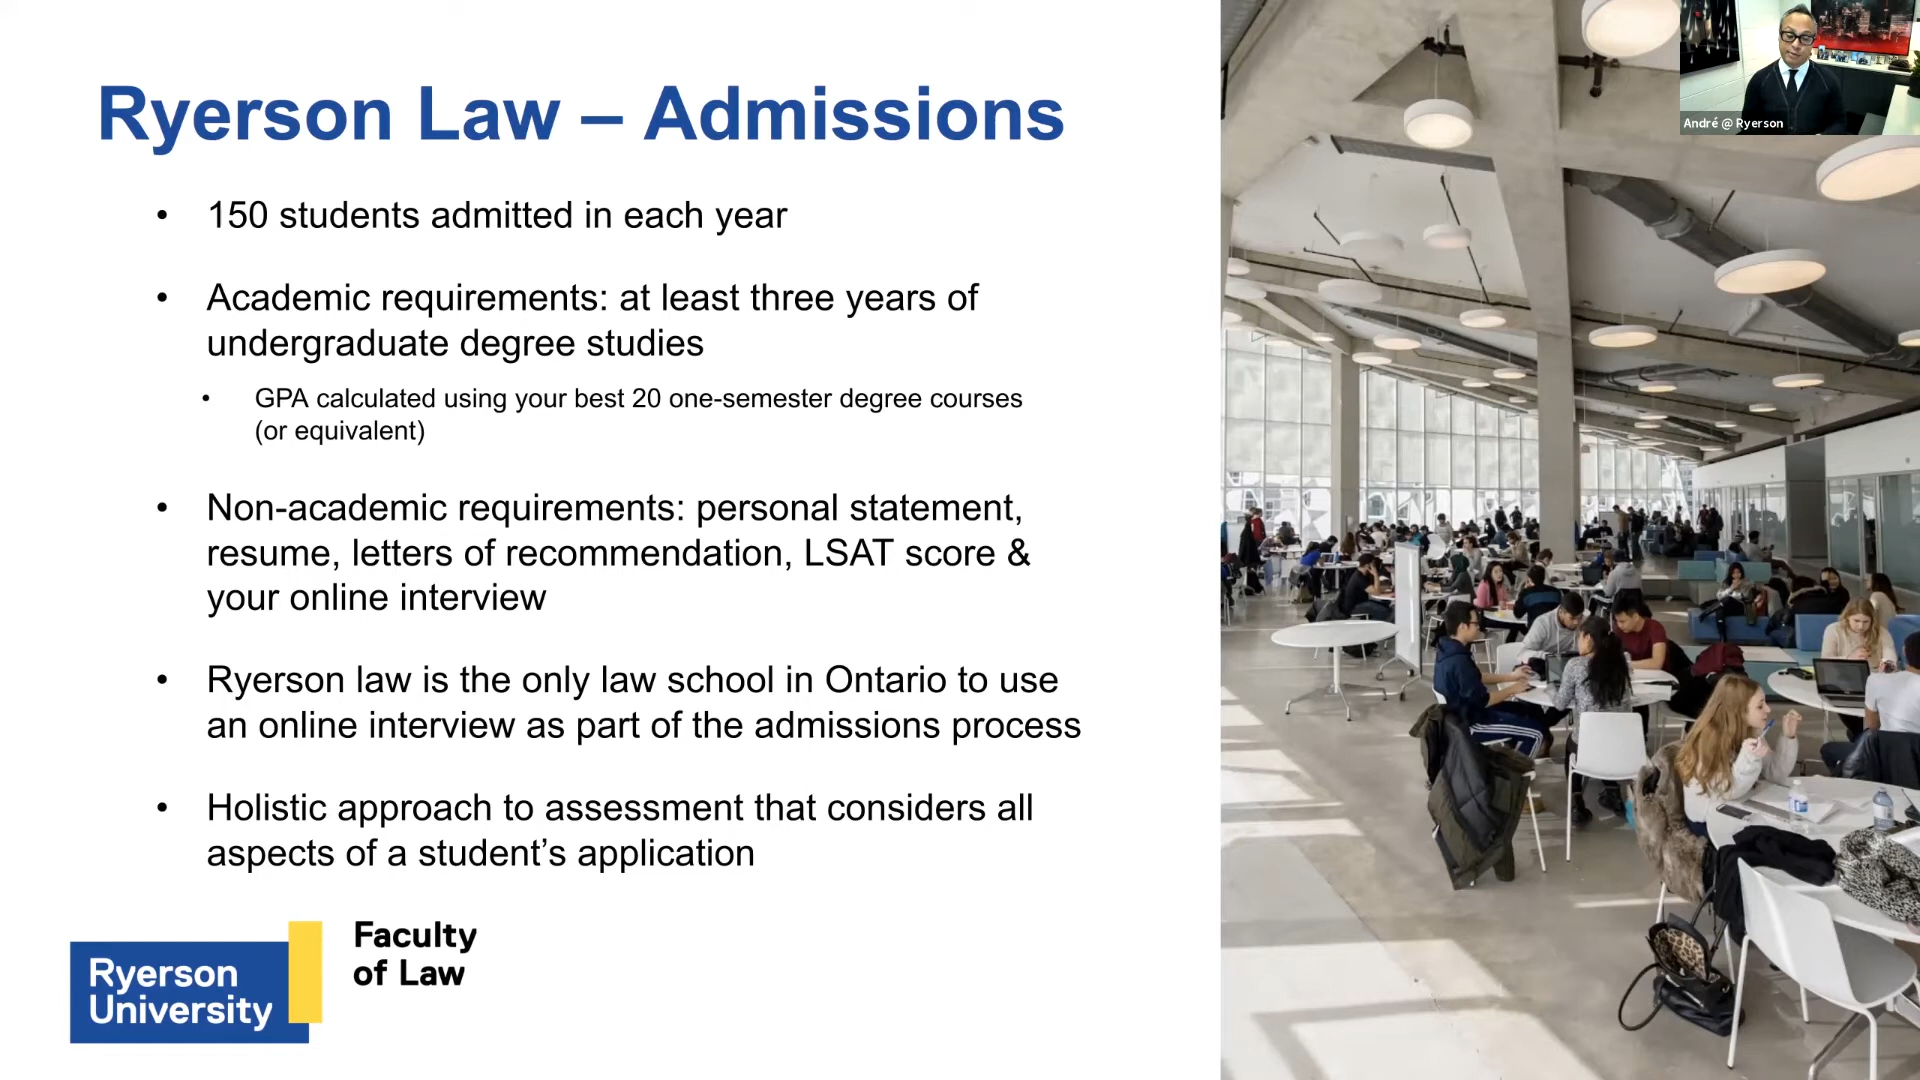 Ryerson Law – Admissions
• 150 students admitted in each year
• Academic requirements: at least three years of
undergraduate degree studies
• GPA calculated using your best 20 one-semester degree courses
(or equivalent)
• Non-academic requirements: personal statement,
resume, letters of recommendation, LSAT score &
your online interview
• Ryerson law is the only law school in Ontario to use
an online interview as part of the admissions process
• Holistic approach to assessment that considers all
aspects of a student’s application
Ryerson
University
Faculty
of Law
André @ Ryerson